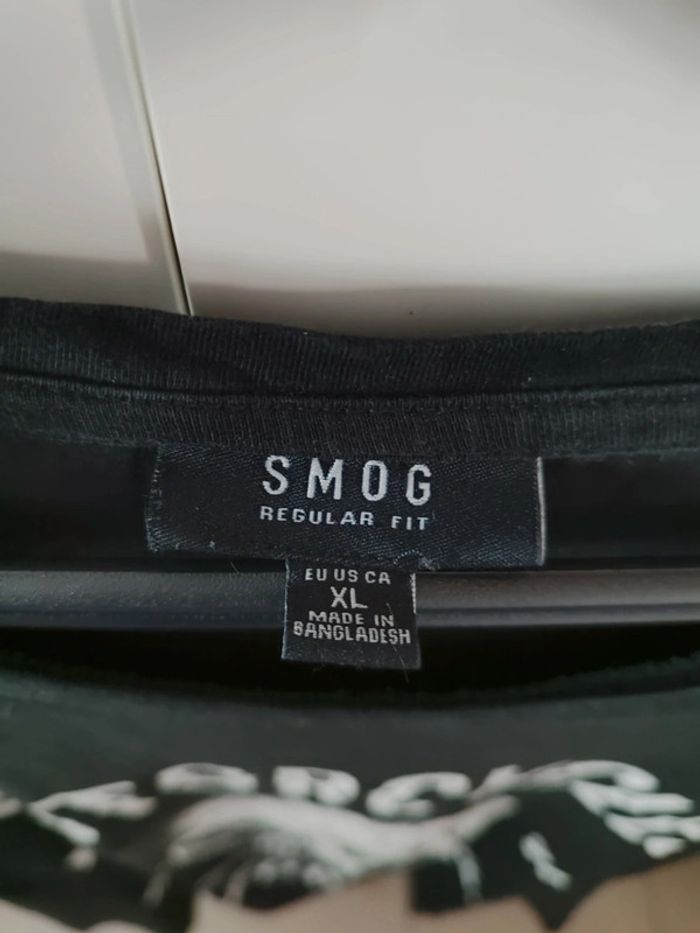 SMOG
REGULAR FIT
EU US CA
XL
MADE IN
BANGLADESH